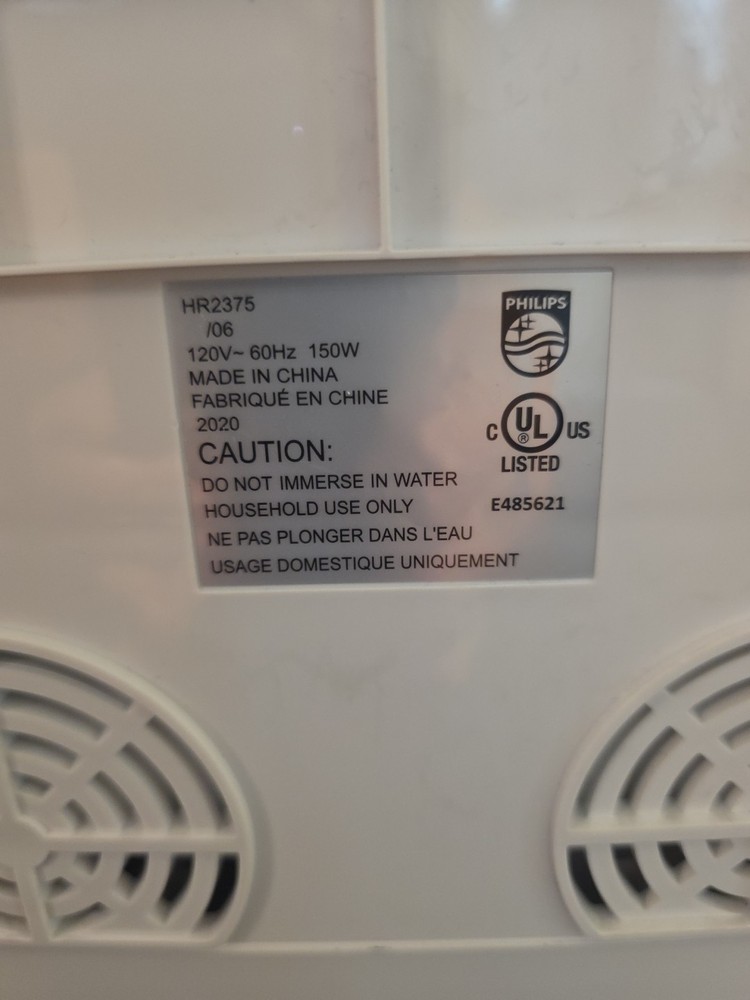 HR2375
/06
120V~ 60Hz 150W
MADE IN CHINA
FABRIQUÉ EN CHINE
2020
CAUTION:
DO NOT IMMERSE IN WATER
HOUSEHOLD USE ONLY
NE PAS PLONGER DANS L'EAU
USAGE DOMESTIQUE UNIQUEMENT
PHILIPS
C UL ® US
LISTED
E485621